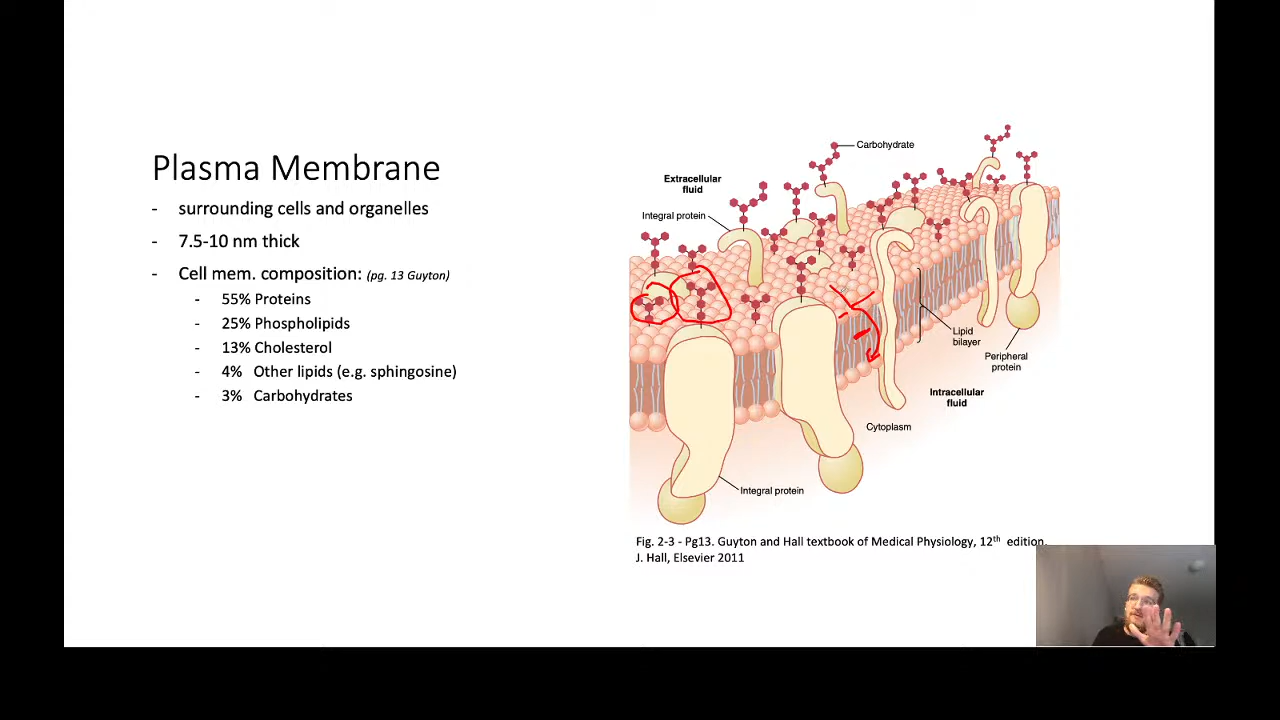 Plasma Membrane
- surrounding cells and organelles
- 7.5-10 nm thick
- Cell mem. composition: (pg. 13 Guyton)
- 55% Proteins
- 25% Phospholipids
- 13% Cholesterol
- 4% Other lipids (e.g. sphingosine)
- 3% Carbohydrates
Carbohydrate
Extracellular
fluid
Integral protein
Lipid
bilayer
Peripheral
protein
Intracellular
fluid
Cytoplasm
Integral protein
Fig. 2-3 - Pg13. Guyton and Hall textbook of Medical Physiology, 12th edition.
J. Hall, Elsevier 2011